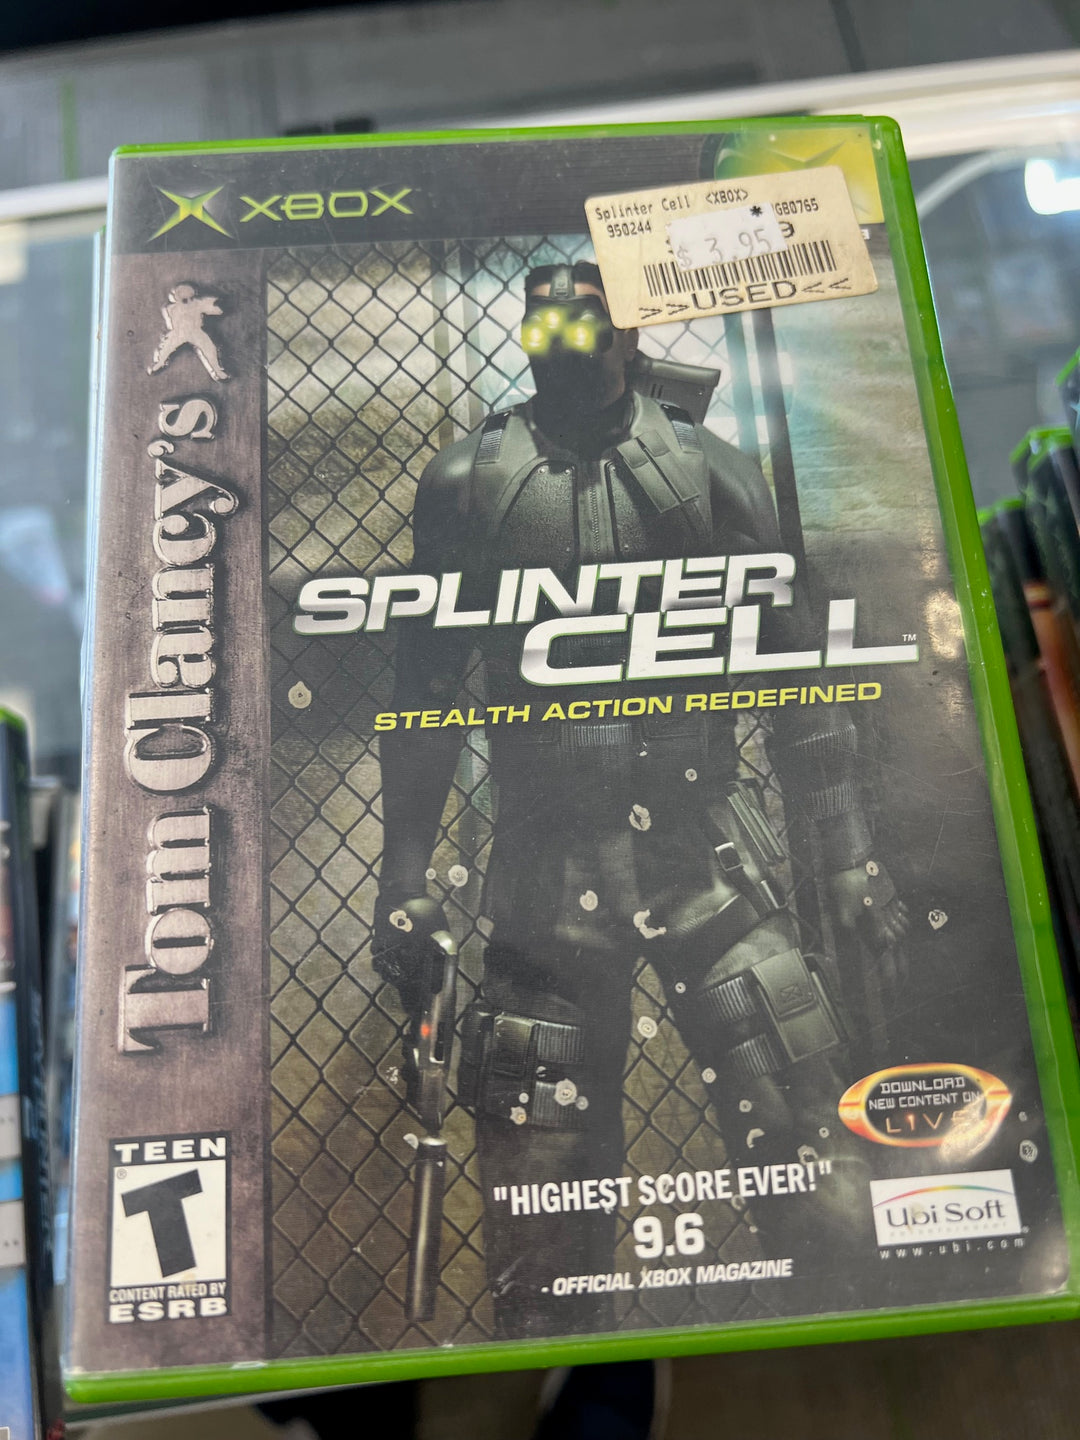 XBOX
Splinter Cell <XBOX>
950244
GB0765
$ 3.95
>>USED<<
Tom Clancy's
SPLINTER
CELL™
STEALTH ACTION REDEFINED
DOWNLOAD
NEW CONTENT ON
LIVE
TEEN
T
CONTENT RATED BY
ESRB
"HIGHEST SCORE EVER!"
9.6
- OFFICIAL XBOX MAGAZINE
Ubi Soft
www.ubi.com